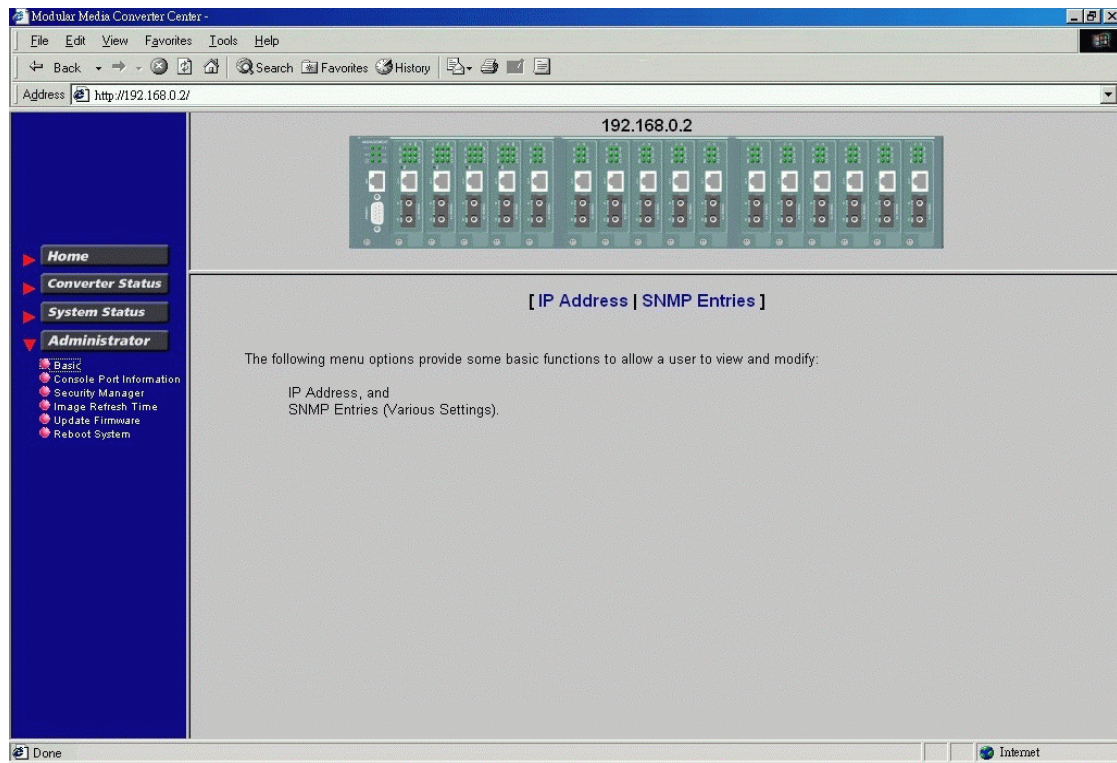 Modular Media Converter Center -
File Edit View Favorites Tools Help
Back Search Favorites History
Address http://192.168.0.2/
192.168.0.2
Home
Converter Status
System Status
Administrator
Basic
Console Port Information
Security Manager
Image Refresh Time
Update Firmware
Reboot System
[ IP Address | SNMP Entries ]
The following menu options provide some basic functions to allow a user to view and modify:
IP Address, and
SNMP Entries (Various Settings).
Done Internet